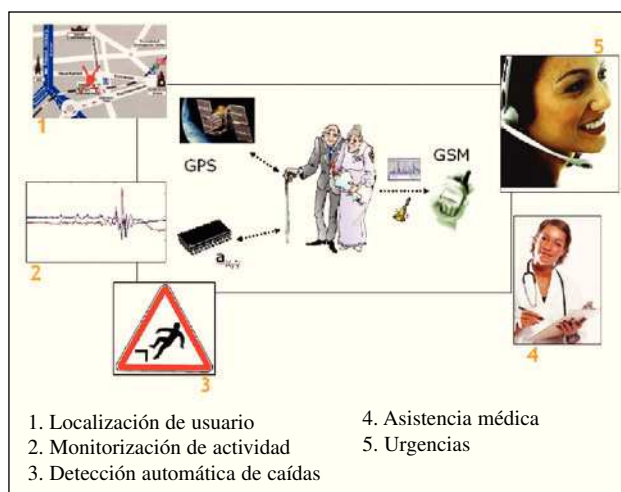 5
1
GPS
GSM
2
3
4
1. Localización de usuario
2. Monitorización de actividad
3. Detección automática de caídas
4. Asistencia médica
5. Urgencias